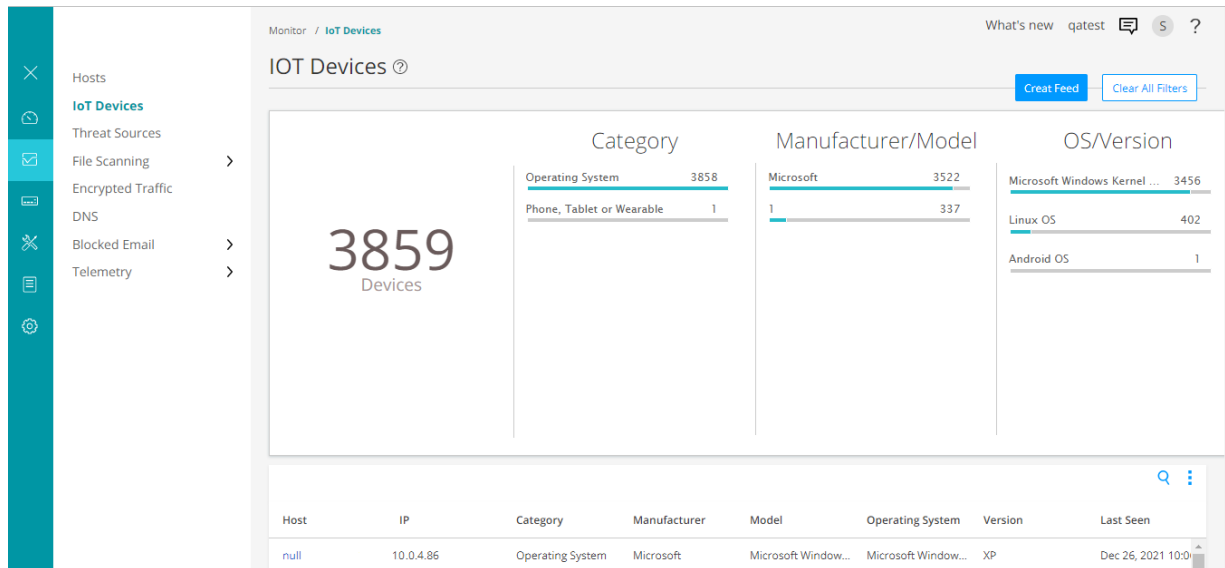 Monitor / IoT Devices
What's new qatest S ?
IOT Devices ?
Creat Feed Clear All Filters
Hosts
IoT Devices
Threat Sources
File Scanning
Encrypted Traffic
DNS
Blocked Email
Telemetry
3859
Devices
Category
Operating System 3858
Phone, Tablet or Wearable 1
Manufacturer/Model
Microsoft 3522
1 337
OS/Version
Microsoft Windows Kernel ... 3456
Linux OS 402
Android OS 1
Host IP Category Manufacturer Model Operating System Version Last Seen
null 10.0.4.86 Operating System Microsoft Microsoft Window... Microsoft Window... XP Dec 26, 2021 10:0